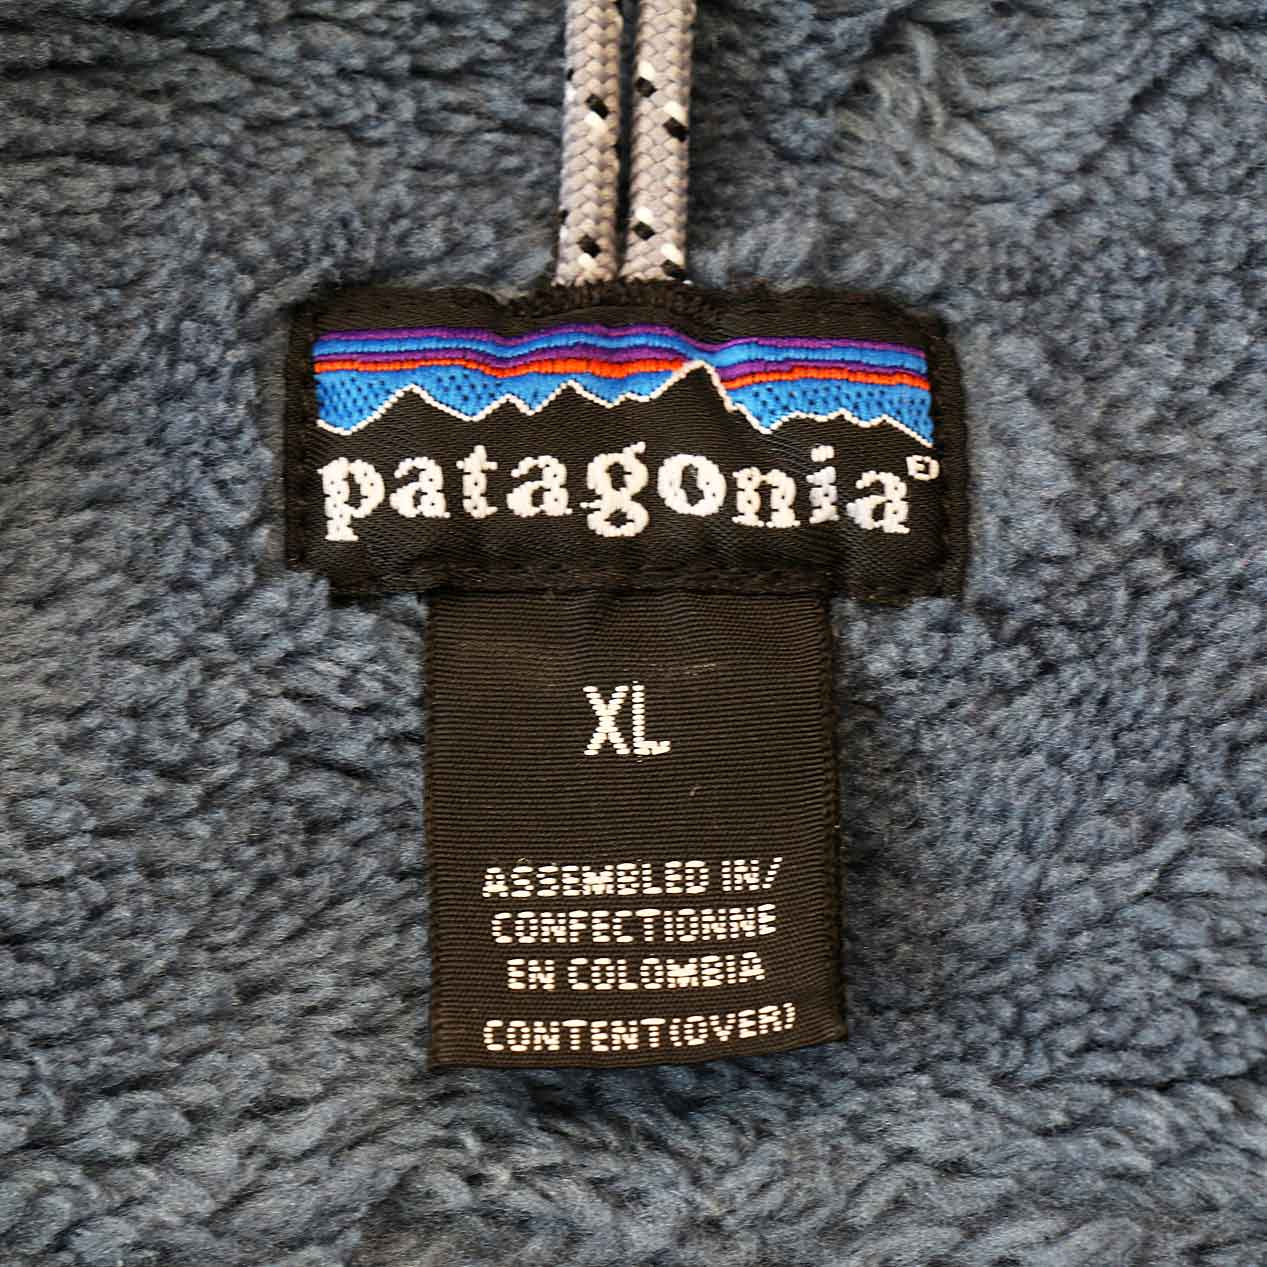 patagonia®
XL
ASSEMBLED IN/
CONFECTIONNE
EN COLOMBIA
CONTENT(OVER)